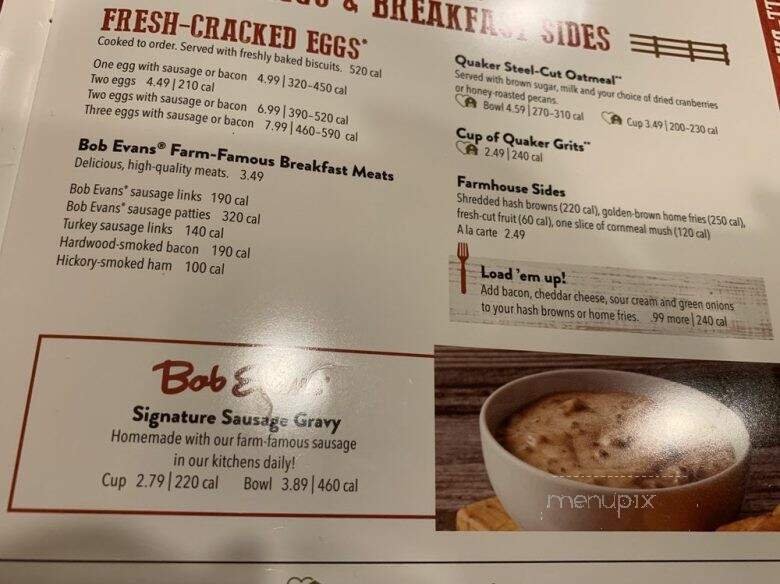 & BREAKFAST SIDES
FRESH-CRACKED EGGS*
Cooked to order. Served with freshly baked biscuits. 520 cal
One egg with sausage or bacon 4.99 | 320-450 cal
Two eggs 4.49 | 210 cal
Two eggs with sausage or bacon 6.99 | 390-520 cal
Three eggs with sausage or bacon 7.99 | 460-590 cal
Bob Evans® Farm-Famous Breakfast Meats
Delicious, high-quality meats. 3.49
Bob Evans® sausage links 190 cal
Bob Evans® sausage patties 320 cal
Turkey sausage links 140 cal
Hardwood-smoked bacon 190 cal
Hickory-smoked ham 100 cal
Bob Evans
Signature Sausage Gravy
Homemade with our farm-famous sausage
in our kitchens daily!
Cup 2.79 | 220 cal Bowl 3.89 | 460 cal
Quaker Steel-Cut Oatmeal™
Served with brown sugar, milk and your choice of dried cranberries
or honey-roasted pecans.
Bowl 4.59 | 270-310 cal Cup 3.49 | 200-230 cal
Cup of Quaker Grits™
2.49 | 240 cal
Farmhouse Sides
Shredded hash browns (220 cal), golden-brown home fries (250 cal),
fresh-cut fruit (60 cal), one slice of cornmeal mush (120 cal)
A la carte 2.49
Load 'em up!
Add bacon, cheddar cheese, sour cream and green onions
to your hash browns or home fries. .99 more | 240 cal
menupix